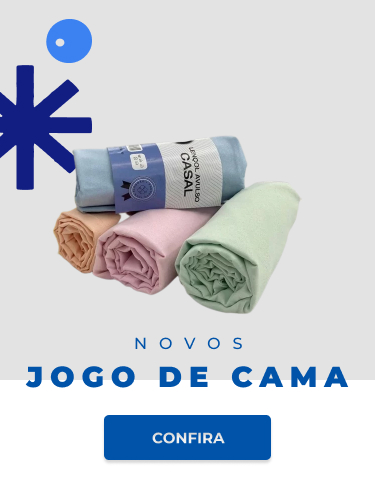 LENÇOL AVULSO
CASAL
NOVOS
JOGO DE CAMA
CONFIRA